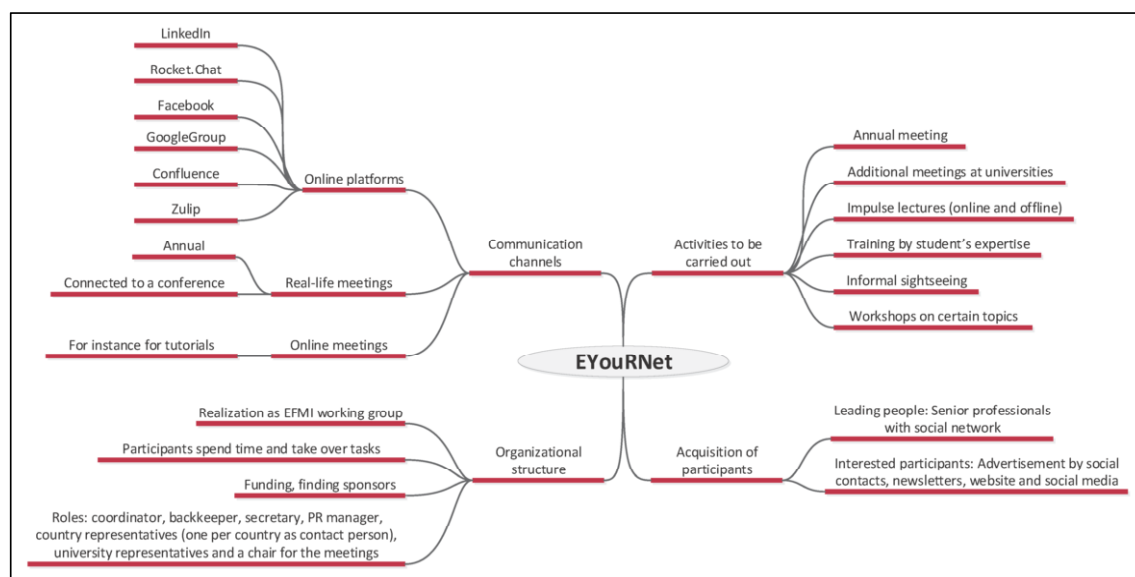 LinkedIn
Rocket.Chat
Facebook
GoogleGroup
Confluence
Zulip
Online platforms
Annual
Connected to a conference
Real-life meetings
For instance for tutorials
Online meetings
Communication
channels
Activities to be
carried out
Annual meeting
Additional meetings at universities
Impulse lectures (online and offline)
Training by student's expertise
Informal sightseeing
Workshops on certain topics
EYouRNet
Realization as EFMI working group
Participants spend time and take over tasks
Funding, finding sponsors
Roles: coordinator, backkeeper, secretary, PR manager,
country representatives (one per country as contact person),
university representatives and a chair for the meetings
Organizational
structure
Acquisition of
participants
Leading people: Senior professionals
with social network
Interested participants: Advertisement by social
contacts, newsletters, website and social media